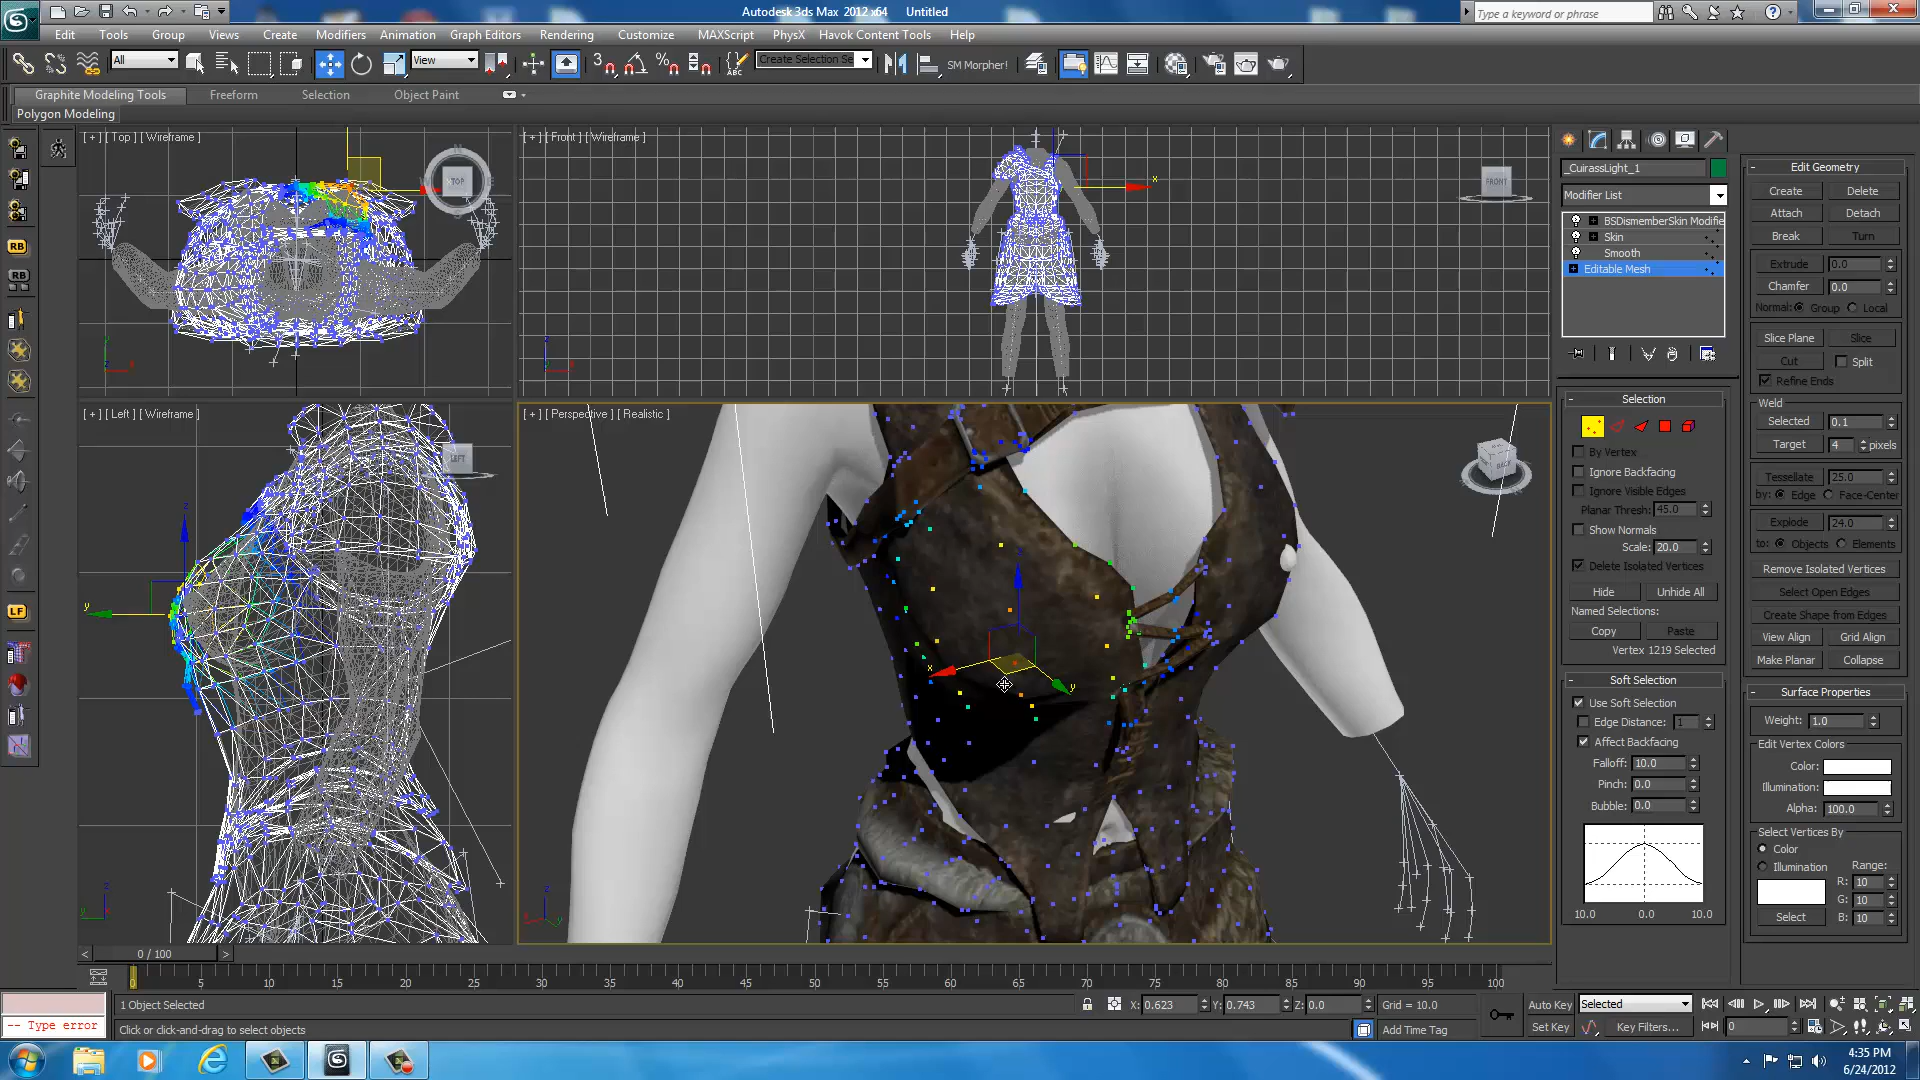 Autodesk 3ds Max 2012 x64 Untitled
Type a keyword or phrase
Edit Tools Group Views Create Modifiers Animation Graph Editors Rendering Customize MAXScript PhysX Havok Content Tools Help
All View Create Selection Se SM Morpher!
Graphite Modeling Tools Freeform Selection Object Paint
Polygon Modeling
[ + ] [ Top ] [ Wireframe ]
TOP
[ + ] [ Front ] [ Wireframe ]
FRONT
[ + ] [ Left ] [ Wireframe ]
LEFT
[ + ] [ Perspective ] [ Realistic ]
BACK
RB
RB
LF
_CuirassLight_1
Modifier List
BSDismemberSkin Modifie
Skin
Smooth
Editable Mesh
Selection
By Vertex
Ignore Backfacing
Ignore Visible Edges
Planar Thresh: 45.0
Show Normals
Scale: 20.0
Delete Isolated Vertices
Hide Unhide All
Named Selections:
Copy Paste
Vertex 1219 Selected
Soft Selection
Use Soft Selection
Edge Distance: 1
Affect Backfacing
Falloff: 10.0
Pinch: 0.0
Bubble: 0.0
10.0 0.0 10.0
Edit Geometry
Create Delete
Attach Detach
Break Turn
Extrude 0.0
Chamfer 0.0
Normal: Group Local
Slice Plane Slice
Cut Split
Refine Ends
Weld
Selected 0.1
Target 4 pixels
Tessellate 25.0
by: Edge Face-Center
Explode 24.0
to: Objects Elements
Remove Isolated Vertices
Select Open Edges
Create Shape from Edges
View Align Grid Align
Make Planar Collapse
Surface Properties
Weight: 1.0
Edit Vertex Colors
Color:
Illumination:
Alpha: 100.0
Select Vertices By
Color
Illumination Range:
R: 10
G: 10
B: 10
Select
< 0 / 100 >
0 5 10 15 20 25 30 35 40 45 50 55 60 65 70 75 80 85 90 95 100
1 Object Selected
X: 0.623 Y: 0.743 Z: 0.0 Grid = 10.0 Auto Key Selected
-- Type error
Click or click-and-drag to select objects
Add Time Tag Set Key Key Filters... 0
4:35 PM
6/24/2012